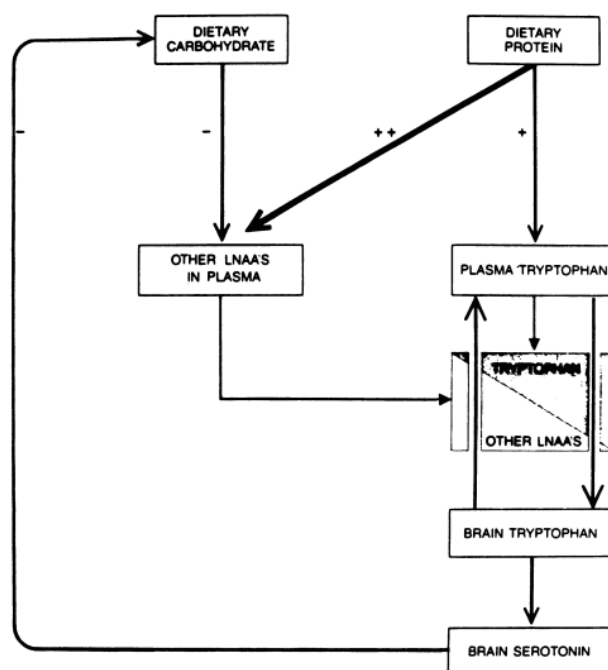 DIETARY
CARBOHYDRATE
DIETARY
PROTEIN
-
-
++
+
OTHER LNAA'S
IN PLASMA
PLASMA TRYPTOPHAN
TRYPTOPHAN
OTHER LNAA'S
BRAIN TRYPTOPHAN
BRAIN SEROTONIN